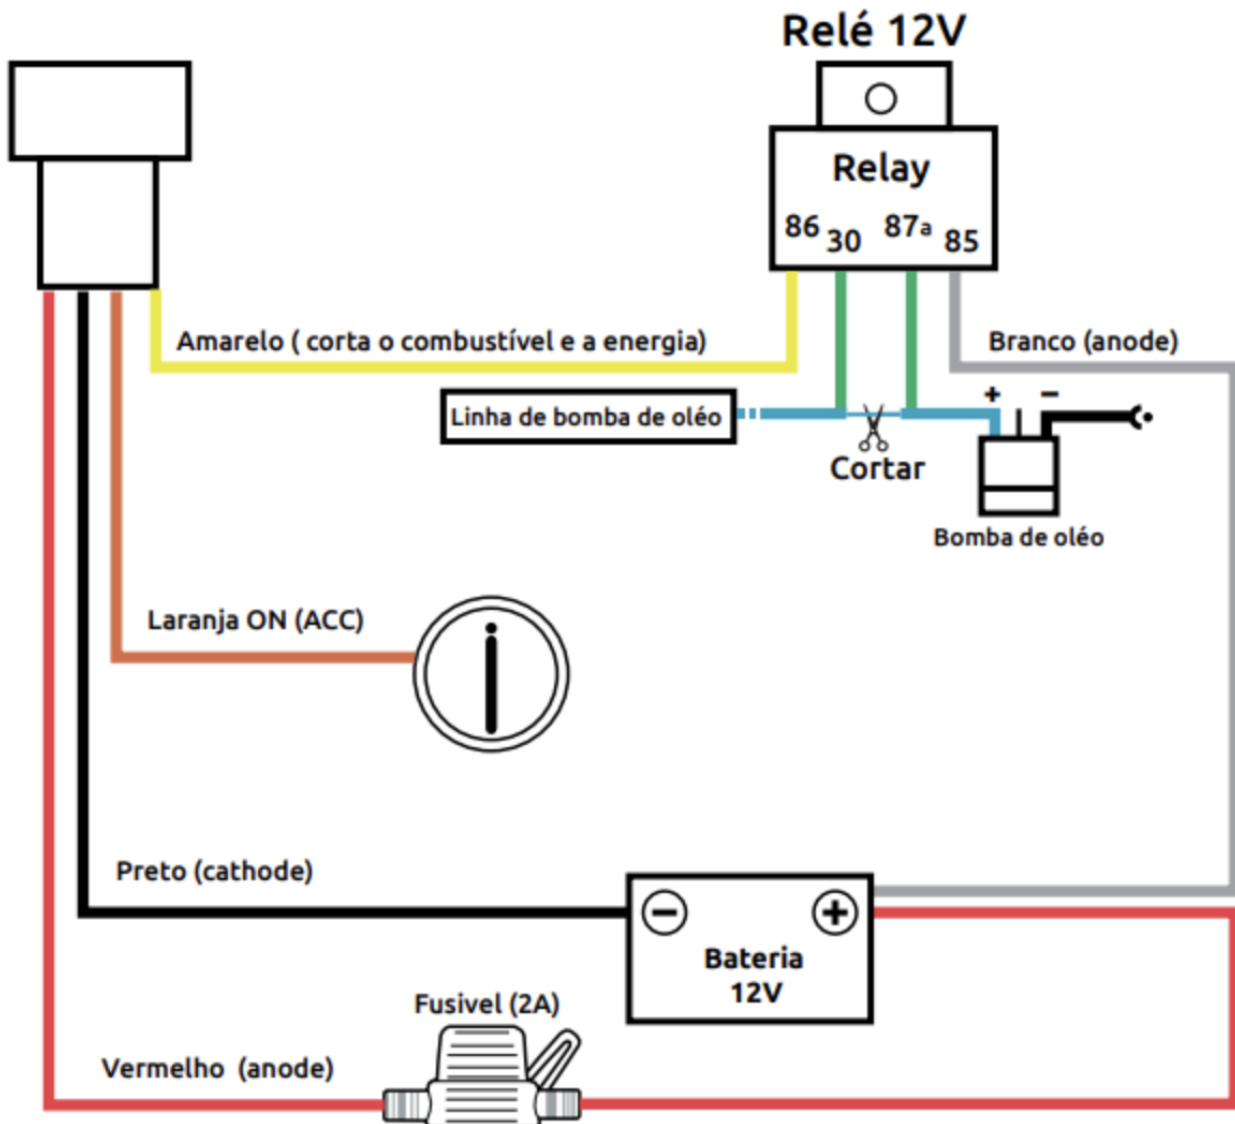 Relé 12V
Relay
86 30 87a 85
Amarelo ( corta o combustível e a energia)
Branco (anode)
+ −
Linha de bomba de oléo
Cortar
Bomba de oléo
Laranja ON (ACC)
Preto (cathode)
− +
Bateria
12V
Fusivel (2A)
Vermelho (anode)